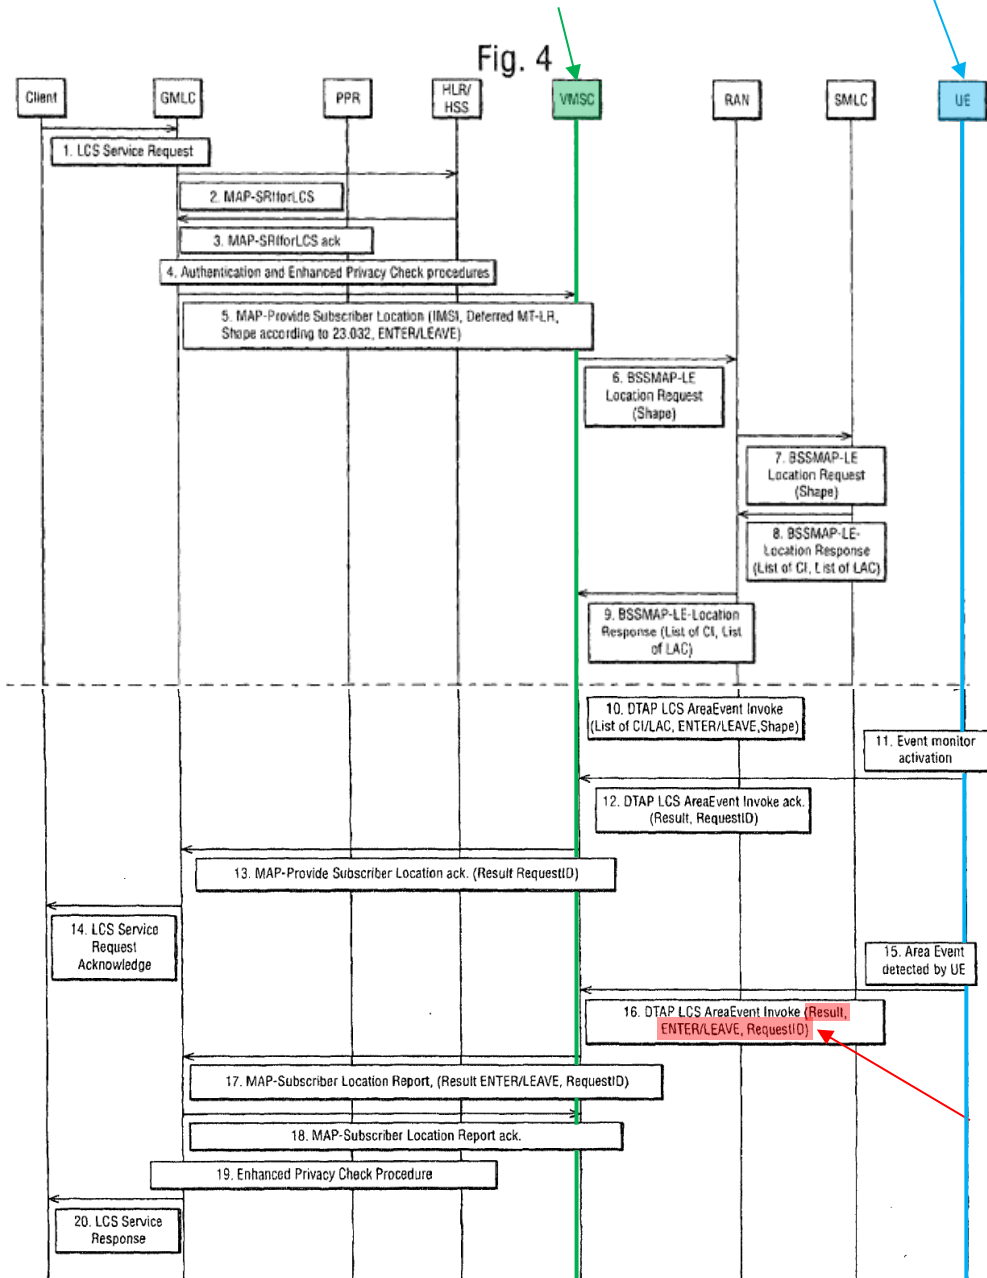 Fig. 4
Client
GMLC
PPR
HLR/
HSS
VMSC
RAN
SMLC
UE
1. LCS Service Request
2. MAP-SRIforLCS
3. MAP-SRIforLCS ack
4. Authentication and Enhanced Privacy Check procedures
5. MAP-Provide Subscriber Location (IMSI, Deferred MT-LR,
Shape according to 23.032, ENTER/LEAVE)
6. BSSMAP-LE
Location Request
(Shape)
7. BSSMAP-LE
Location Request
(Shape)
8. BSSMAP-LE-
Location Response
(List of CI, List of LAC)
9. BSSMAP-LE-Location
Response (List of CI, List
of LAC)
10. DTAP LCS AreaEvent Invoke
(List of CI/LAC, ENTER/LEAVE,Shape)
11. Event monitor
activation
12. DTAP LCS AreaEvent Invoke ack.
(Result, RequestID)
13. MAP-Provide Subscriber Location ack. (Result RequestID)
14. LCS Service
Request
Acknowledge
15. Area Event
detected by UE
16. DTAP LCS AreaEvent Invoke (Result,
ENTER/LEAVE, RequestID)
17. MAP-Subscriber Location Report, (Result ENTER/LEAVE, RequestID)
18. MAP-Subscriber Location Report ack.
19. Enhanced Privacy Check Procedure
20. LCS Service
Response